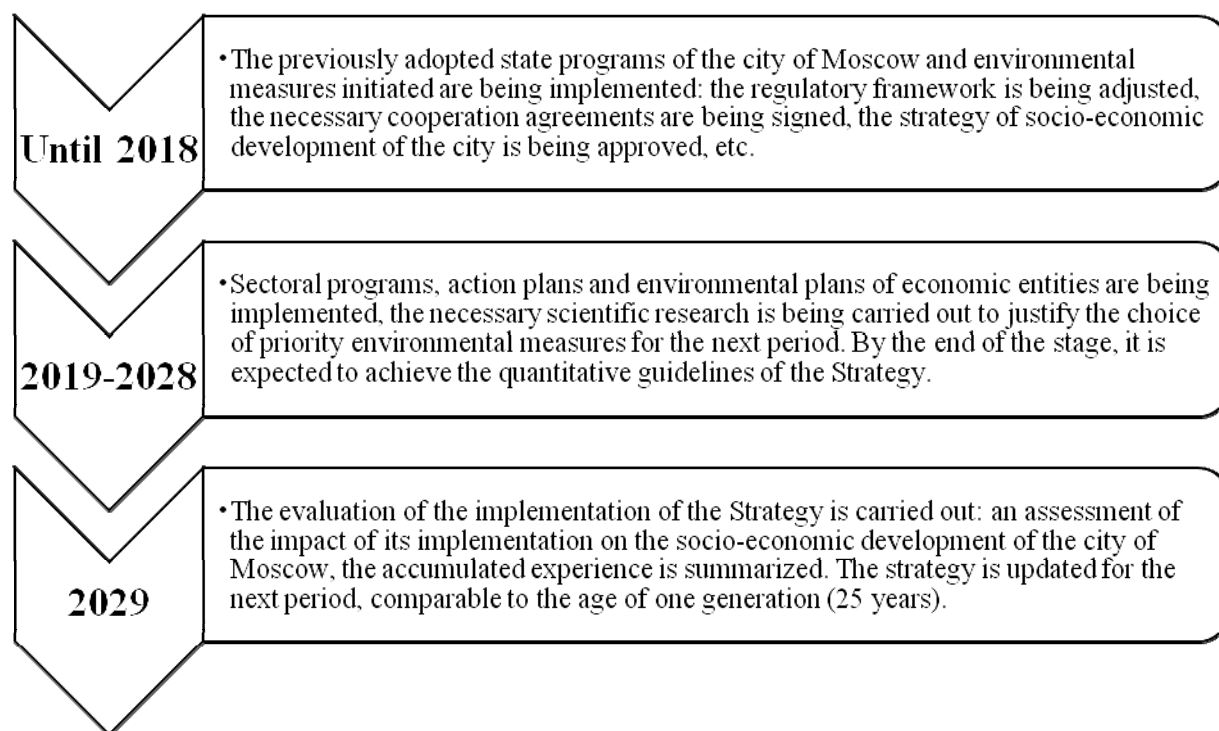 Until 2018
•The previously adopted state programs of the city of Moscow and environmental
measures initiated are being implemented: the regulatory framework is being adjusted,
the necessary cooperation agreements are being signed, the strategy of socio-economic
development of the city is being approved, etc.
2019-2028
•Sectoral programs, action plans and environmental plans of economic entities are being
implemented, the necessary scientific research is being carried out to justify the choice
of priority environmental measures for the next period. By the end of the stage, it is
expected to achieve the quantitative guidelines of the Strategy.
2029
•The evaluation of the implementation of the Strategy is carried out: an assessment of
the impact of its implementation on the socio-economic development of the city of
Moscow, the accumulated experience is summarized. The strategy is updated for the
next period, comparable to the age of one generation (25 years).